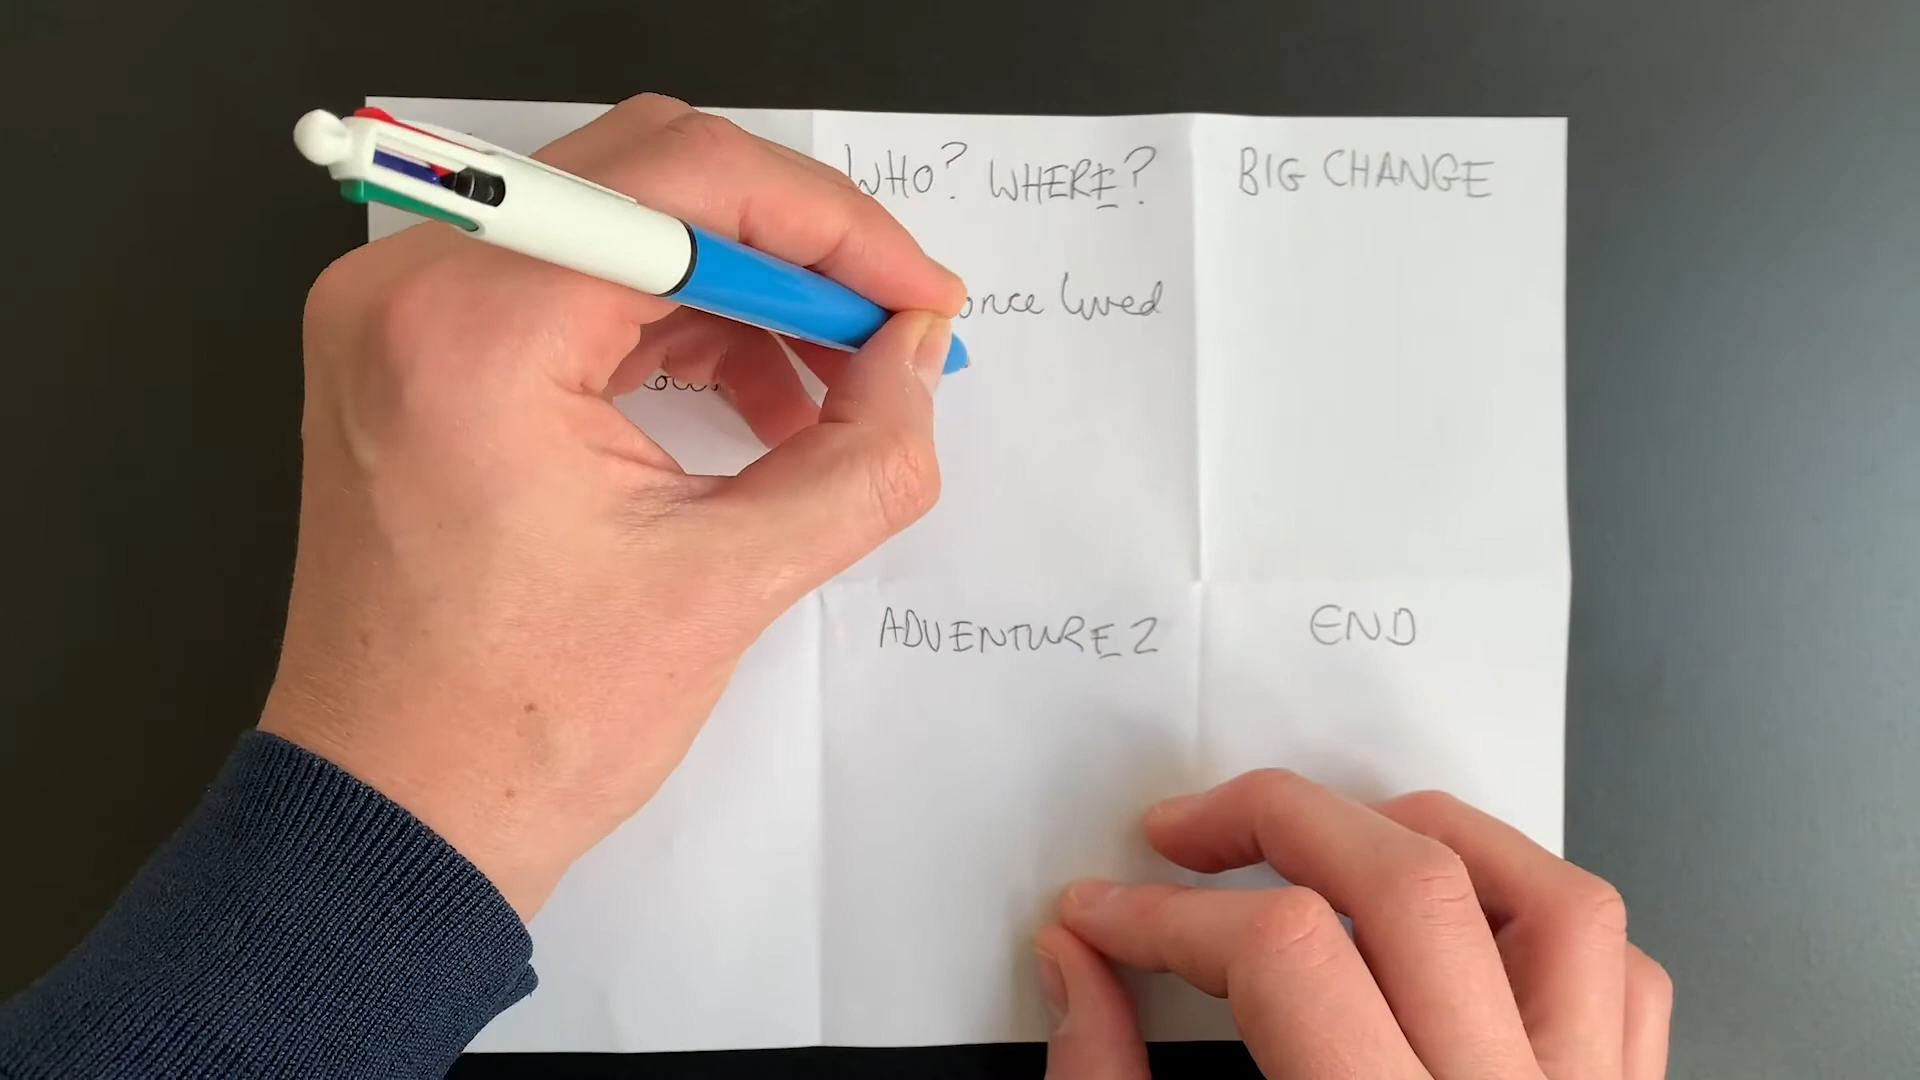 WHO? WHERE?
BIG CHANGE
once lived
ADVENTURE 2
END